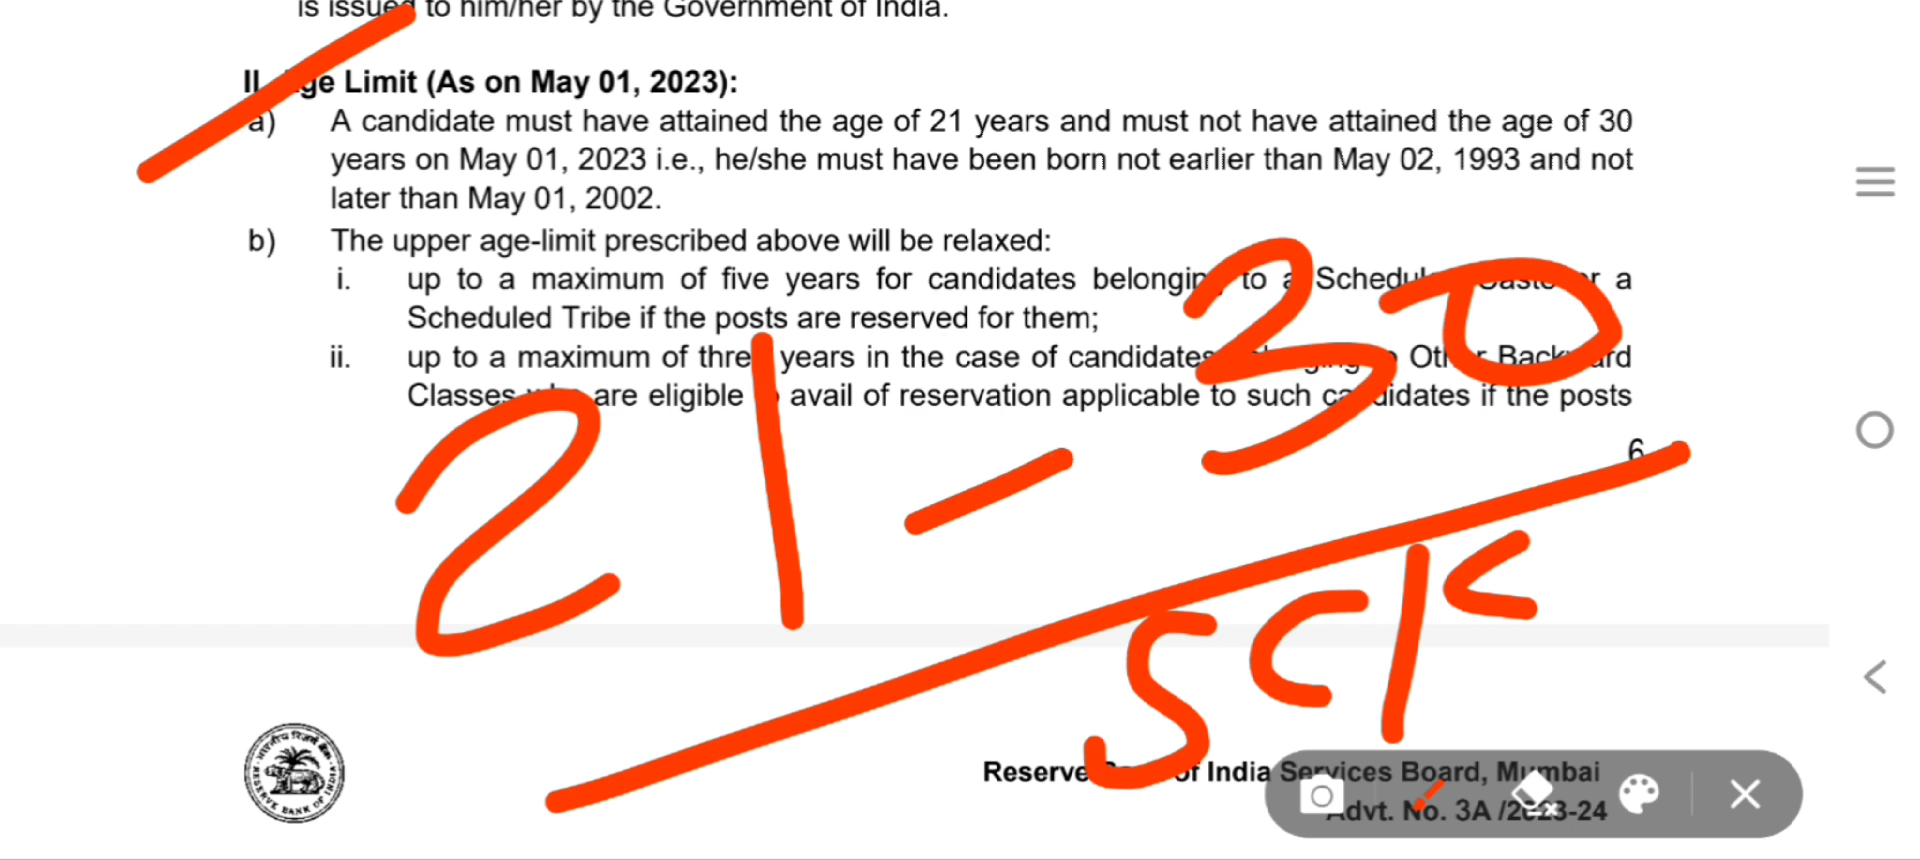 is issued to him/her by the Government of India.
II. Age Limit (As on May 01, 2023):
a) A candidate must have attained the age of 21 years and must not have attained the age of 30
years on May 01, 2023 i.e., he/she must have been born not earlier than May 02, 1993 and not
later than May 01, 2002.
b) The upper age-limit prescribed above will be relaxed:
i. up to a maximum of five years for candidates belonging to a Scheduled Caste or a
Scheduled Tribe if the posts are reserved for them;
ii. up to a maximum of three years in the case of candidates belonging to Other Backward
Classes who are eligible to avail of reservation applicable to such candidates if the posts
21 - 30
6
Reserve Bank of India Services Board, Mumbai
Advt. No. 3A /2023-24